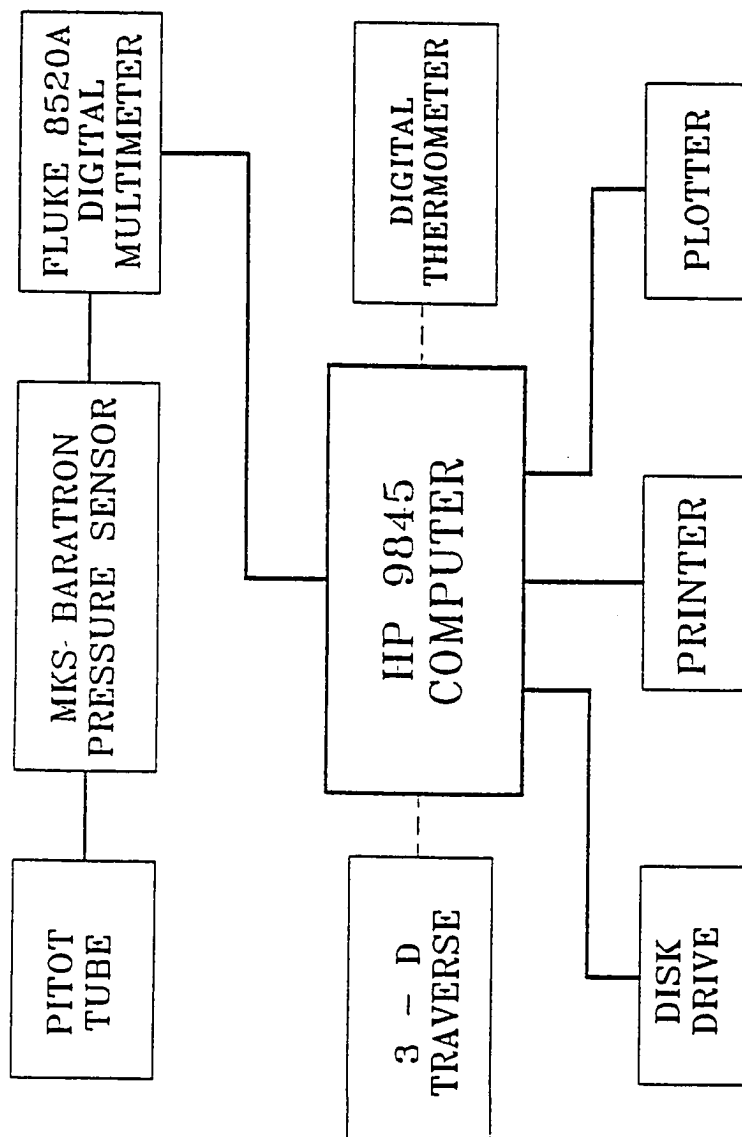 PITOT
TUBE
MKS-BARATRON
PRESSURE SENSOR
FLUKE 8520A
DIGITAL
MULTIMETER
3 - D
TRAVERSE
HP 9845
COMPUTER
DIGITAL
THERMOMETER
DISK
DRIVE
PRINTER
PLOTTER